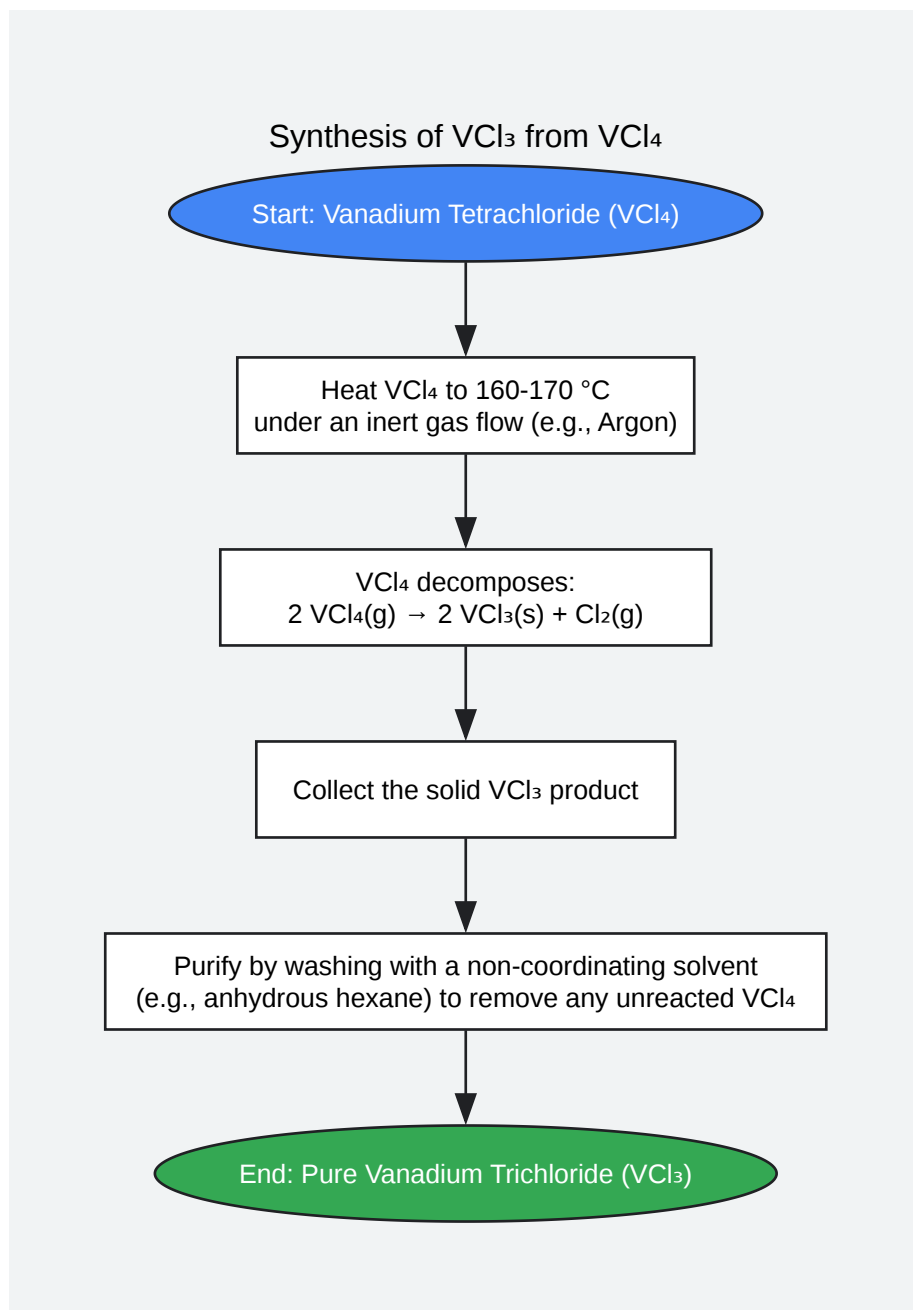 Synthesis of VCl₃ from VCl₄
Start: Vanadium Tetrachloride (VCl₄)
Heat VCl₄ to 160-170 °C
under an inert gas flow (e.g., Argon)
VCl₄ decomposes:
2 VCl₄(g) → 2 VCl₃(s) + Cl₂(g)
Collect the solid VCl₃ product
Purify by washing with a non-coordinating solvent
(e.g., anhydrous hexane) to remove any unreacted VCl₄
End: Pure Vanadium Trichloride (VCl₃)